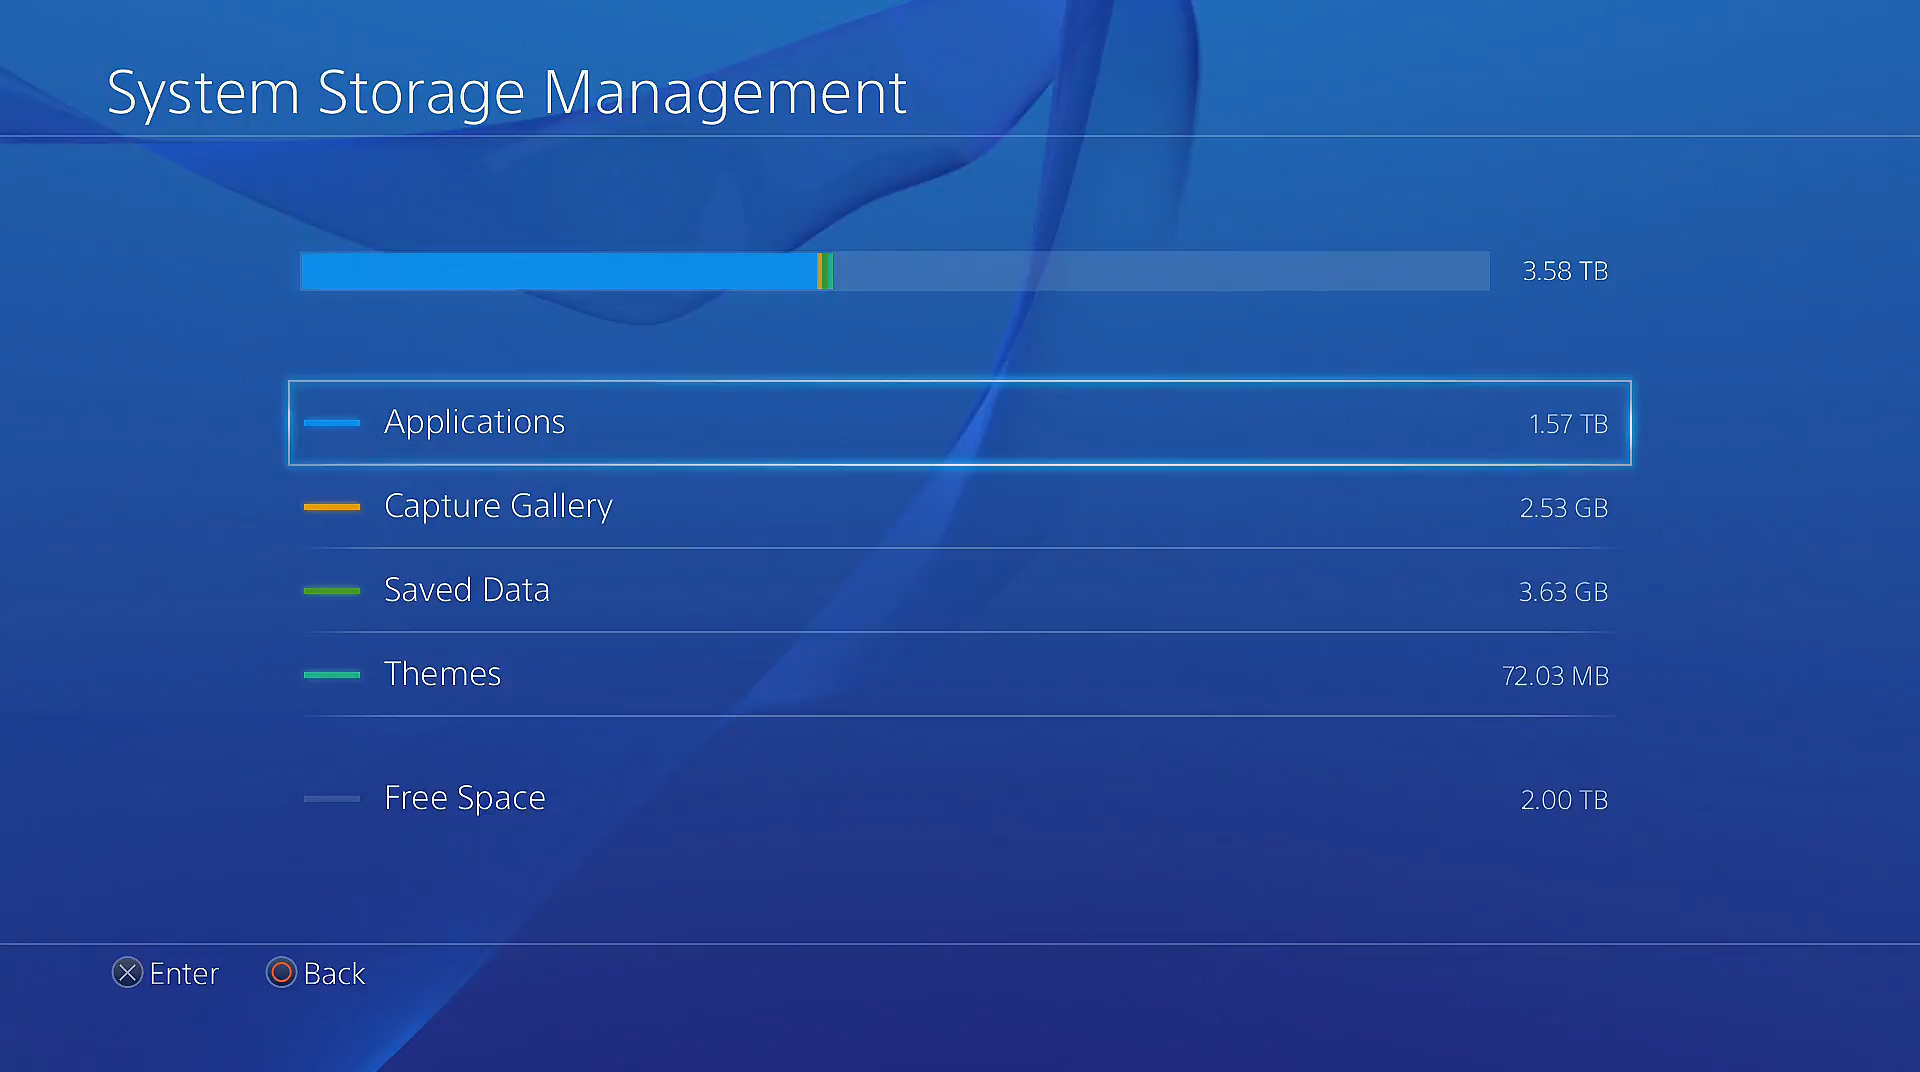 System Storage Management
3.58 TB
Applications 1.57 TB
Capture Gallery 2.53 GB
Saved Data 3.63 GB
Themes 72.03 MB
Free Space 2.00 TB
Enter Back